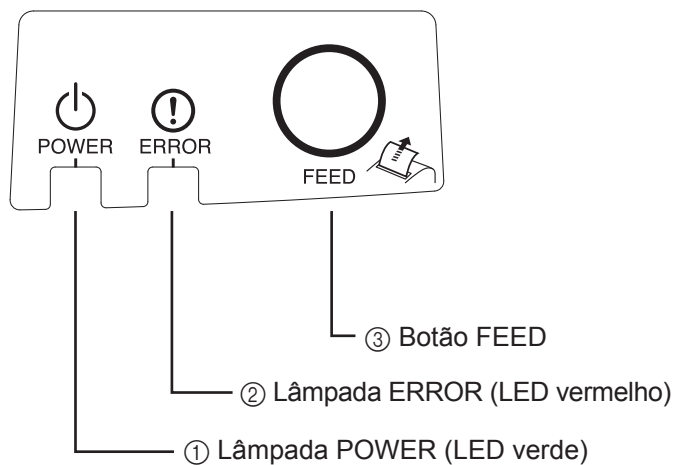 POWER
ERROR
FEED
③ Botão FEED
② Lâmpada ERROR (LED vermelho)
① Lâmpada POWER (LED verde)